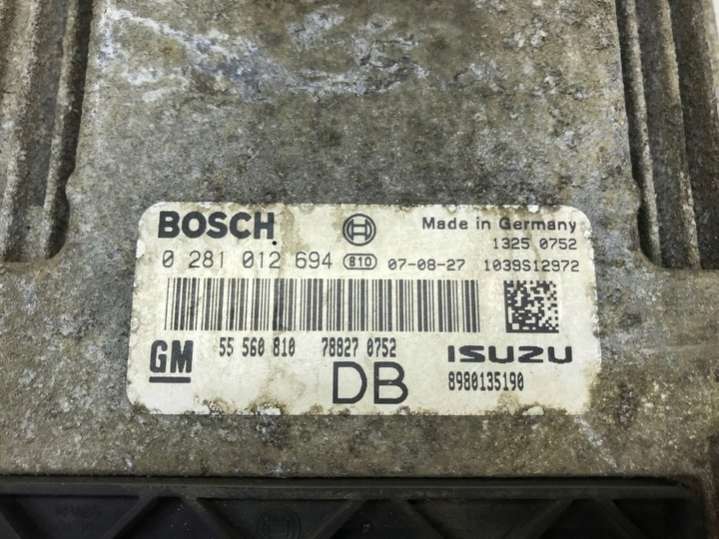 BOSCH Made in Germany
1325 0752
0 281 012 694 810 07-08-27 1039S12972
GM 55 560 810 78827 0752 ISUZU
DB 8980135190